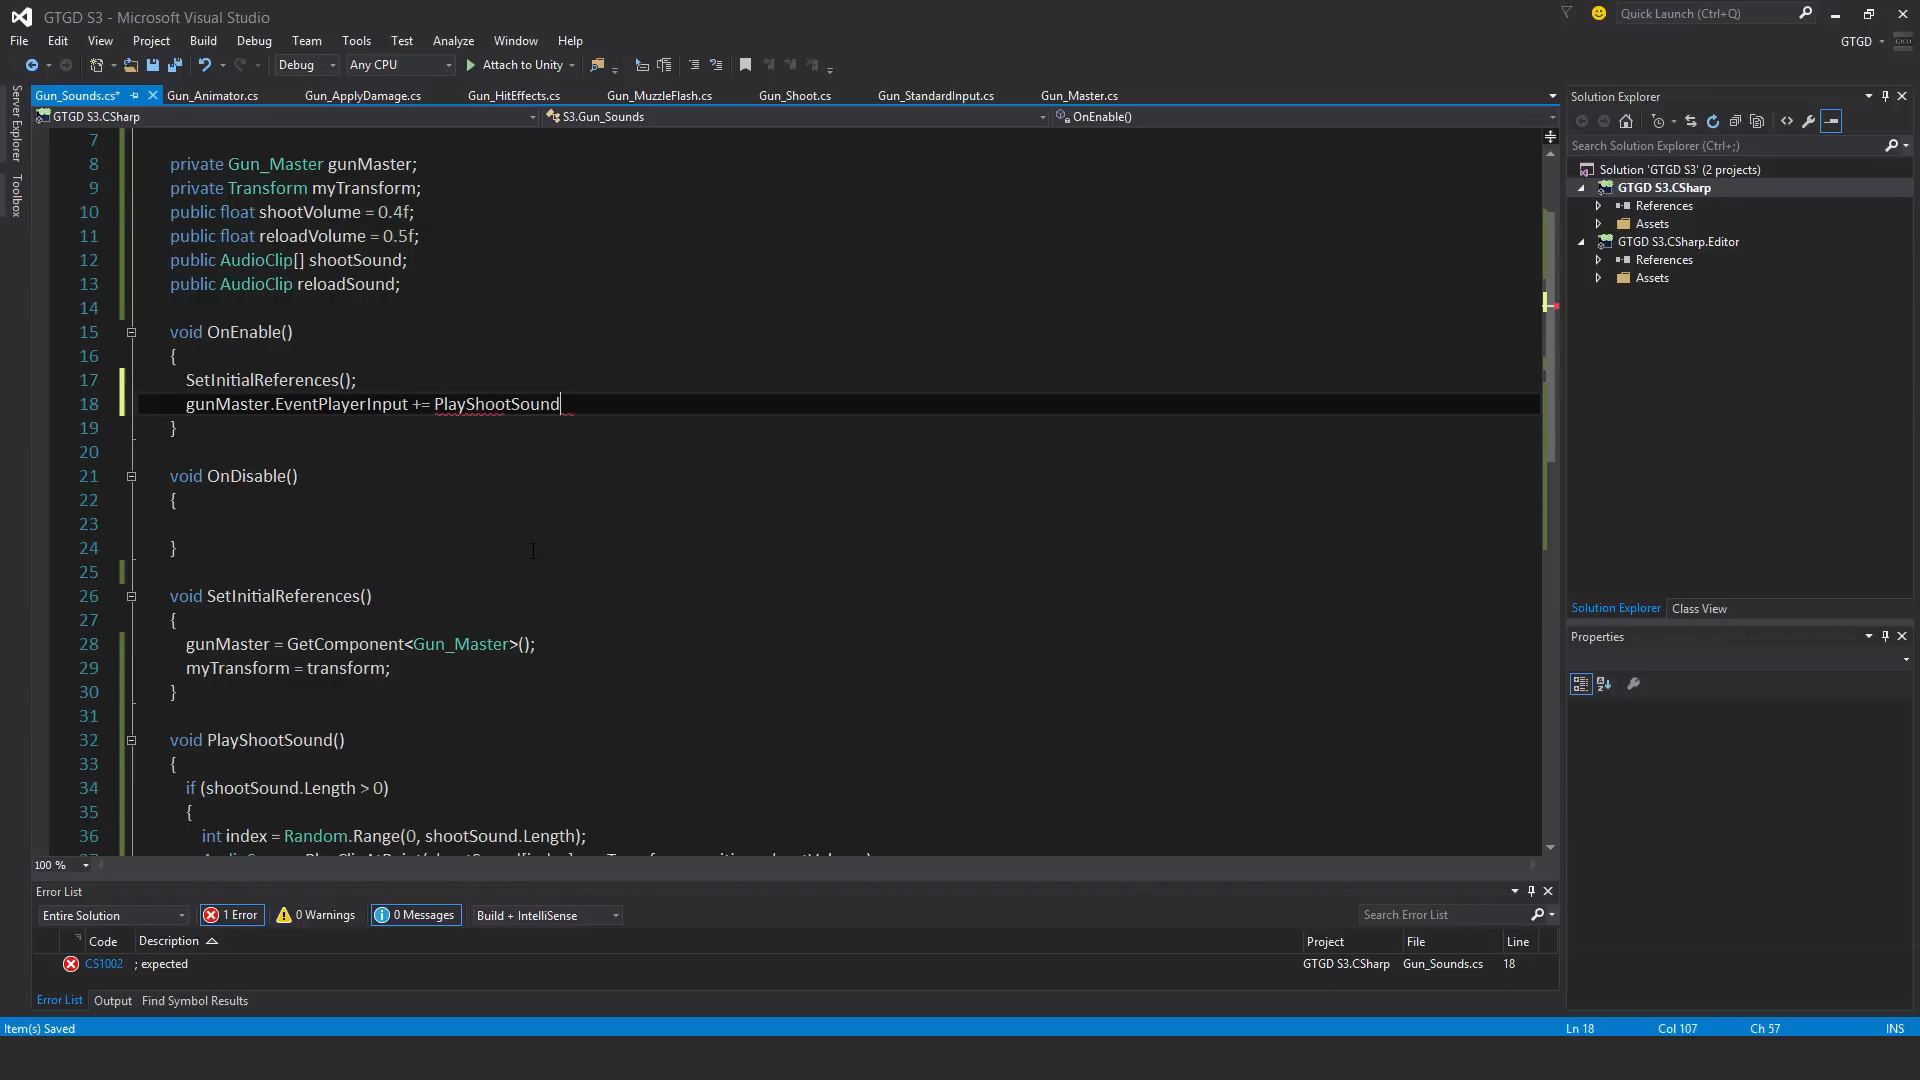 GTGD S3 - Microsoft Visual Studio
Quick Launch (Ctrl+Q)
File Edit View Project Build Debug Team Tools Test Analyze Window Help
GTGD
Debug Any CPU Attach to Unity
Server Explorer
Toolbox
Gun_Sounds.cs* Gun_Animator.cs Gun_ApplyDamage.cs Gun_HitEffects.cs Gun_MuzzleFlash.cs Gun_Shoot.cs Gun_StandardInput.cs Gun_Master.cs
GTGD S3.CSharp S3.Gun_Sounds OnEnable()
7
8 private Gun_Master gunMaster;
9 private Transform myTransform;
10 public float shootVolume = 0.4f;
11 public float reloadVolume = 0.5f;
12 public AudioClip[] shootSound;
13 public AudioClip reloadSound;
14
15 void OnEnable()
16 {
17 SetInitialReferences();
18 gunMaster.EventPlayerInput += PlayShootSound
19 }
20
21 void OnDisable()
22 {
23
24 }
25
26 void SetInitialReferences()
27 {
28 gunMaster = GetComponent<Gun_Master>();
29 myTransform = transform;
30 }
31
32 void PlayShootSound()
33 {
34 if (shootSound.Length > 0)
35 {
36 int index = Random.Range(0, shootSound.Length);
100 %
Error List
Entire Solution 1 Error 0 Warnings 0 Messages Build + IntelliSense Search Error List
Code Description Project File Line
CS1002 ; expected GTGD S3.CSharp Gun_Sounds.cs 18
Error List Output Find Symbol Results
Item(s) Saved Ln 18 Col 107 Ch 57 INS
Solution Explorer
Search Solution Explorer (Ctrl+;)
Solution 'GTGD S3' (2 projects)
GTGD S3.CSharp
References
Assets
GTGD S3.CSharp.Editor
References
Assets
Solution Explorer Class View
Properties